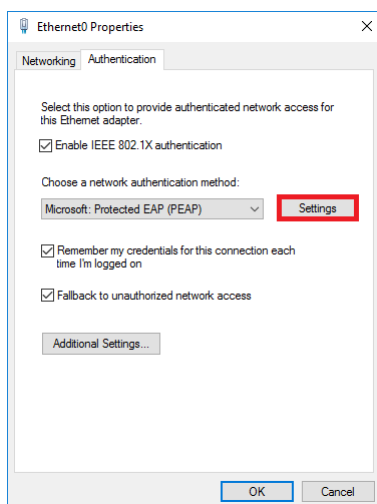 Ethernet0 Properties
Networking
Authentication
Select this option to provide authenticated network access for
this Ethernet adapter.
Enable IEEE 802.1X authentication
Choose a network authentication method:
Microsoft: Protected EAP (PEAP)
Settings
Remember my credentials for this connection each
time I'm logged on
Fallback to unauthorized network access
Additional Settings...
OK
Cancel